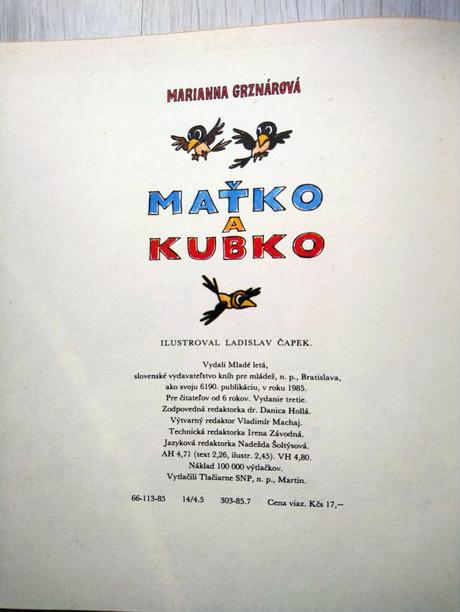 MARIANNA GRZNÁROVÁ
MAŤKO
A
KUBKO
ILUSTROVAL LADISLAV ČAPEK.
Vydali Mladé letá,
slovenské vydavateľstvo kníh pre mládež, n. p., Bratislava,
ako svoju 6190. publikáciu, v roku 1985.
Pre čitateľov od 6 rokov. Vydanie tretie.
Zodpovedná redaktorka dr. Danica Hollá.
Výtvarný redaktor Vladimír Machaj.
Technická redaktorka Irena Závodná.
Jazyková redaktorka Nadežda Šoltýsová.
AH 4,71 (text 2,26, ilustr. 2,45). VH 4,80.
Náklad 100 000 výtlačkov.
Vytlačili Tlačiarne SNP, n. p., Martin.
66-113-85 14/4.5 303-85.7 Cena viaz. Kčs 17,—